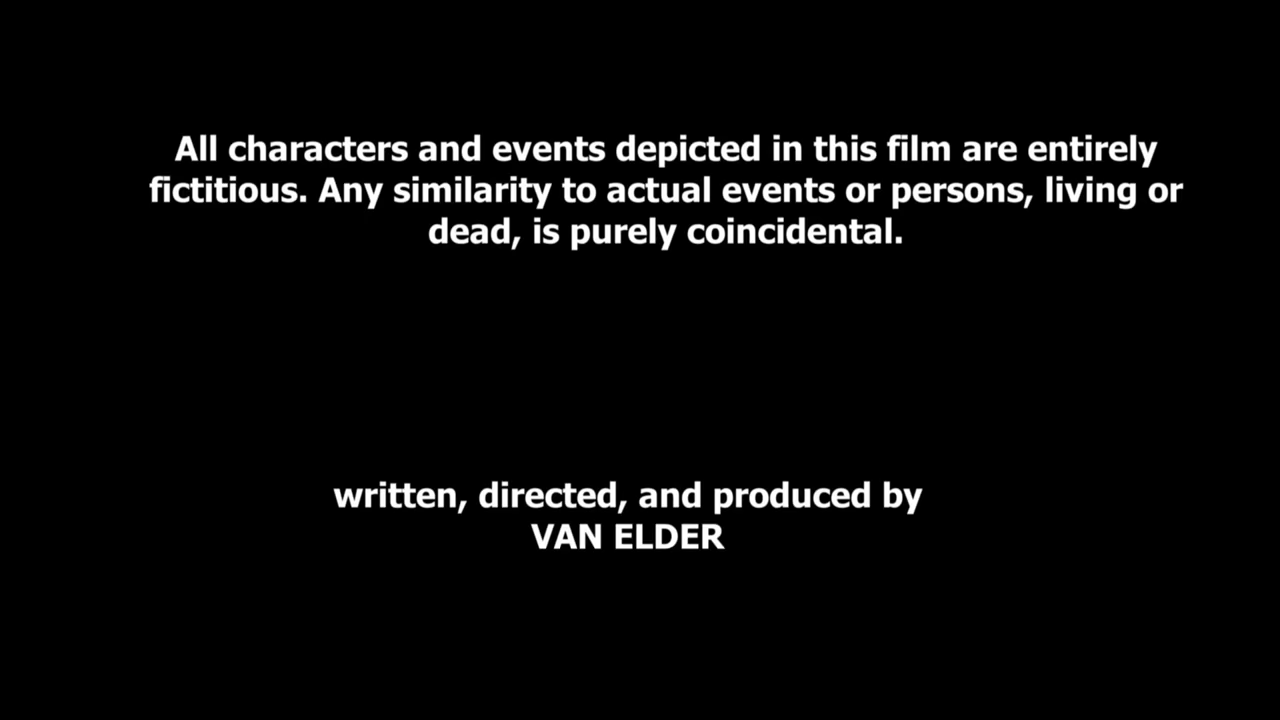 All characters and events depicted in this film are entirely
fictitious. Any similarity to actual events or persons, living or
dead, is purely coincidental.
written, directed, and produced by
VAN ELDER